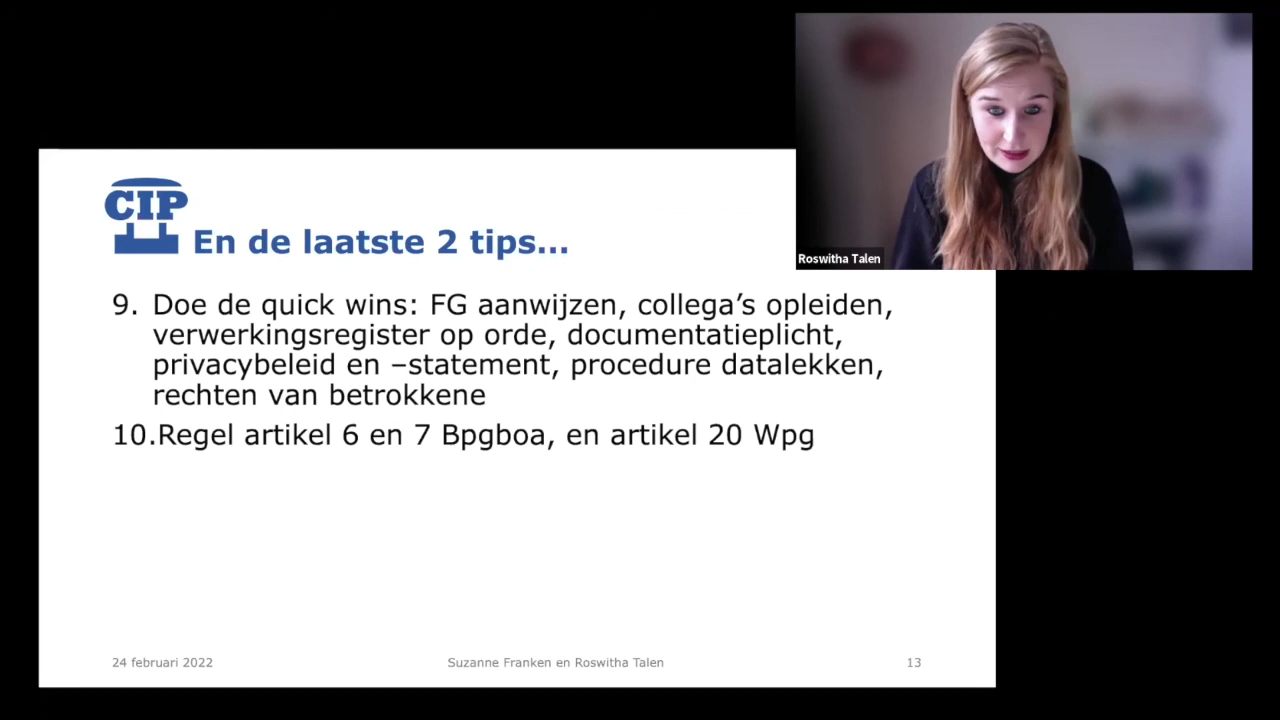 Roswitha Talen
CIP
En de laatste 2 tips...
9. Doe de quick wins: FG aanwijzen, collega’s opleiden,
verwerkingsregister op orde, documentatieplicht,
privacybeleid en –statement, procedure datalekken,
rechten van betrokkene
10.Regel artikel 6 en 7 Bpgboa, en artikel 20 Wpg
24 februari 2022
Suzanne Franken en Roswitha Talen
13